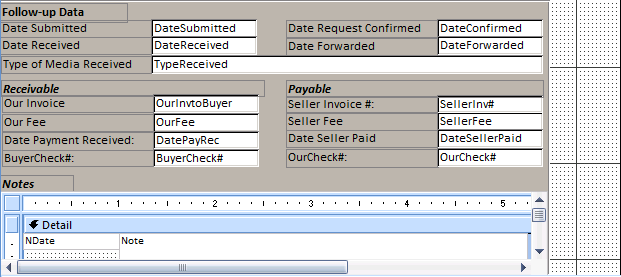 Follow-up Data
Date Submitted DateSubmitted Date Request Confirmed DateConfirmed
Date Received DateReceived Date Forwarded DateForwarded
Type of Media Received TypeReceived
Receivable Payable
Our Invoice OurInvtoBuyer Seller Invoice #: SellerInv#
Our Fee OurFee Seller Fee SellerFee
Date Payment Received: DatePayRec Date Seller Paid DateSellerPaid
BuyerCheck#: BuyerCheck# OurCheck#: OurCheck#
Notes
1 2 3 4 5
Detail
NDate Note